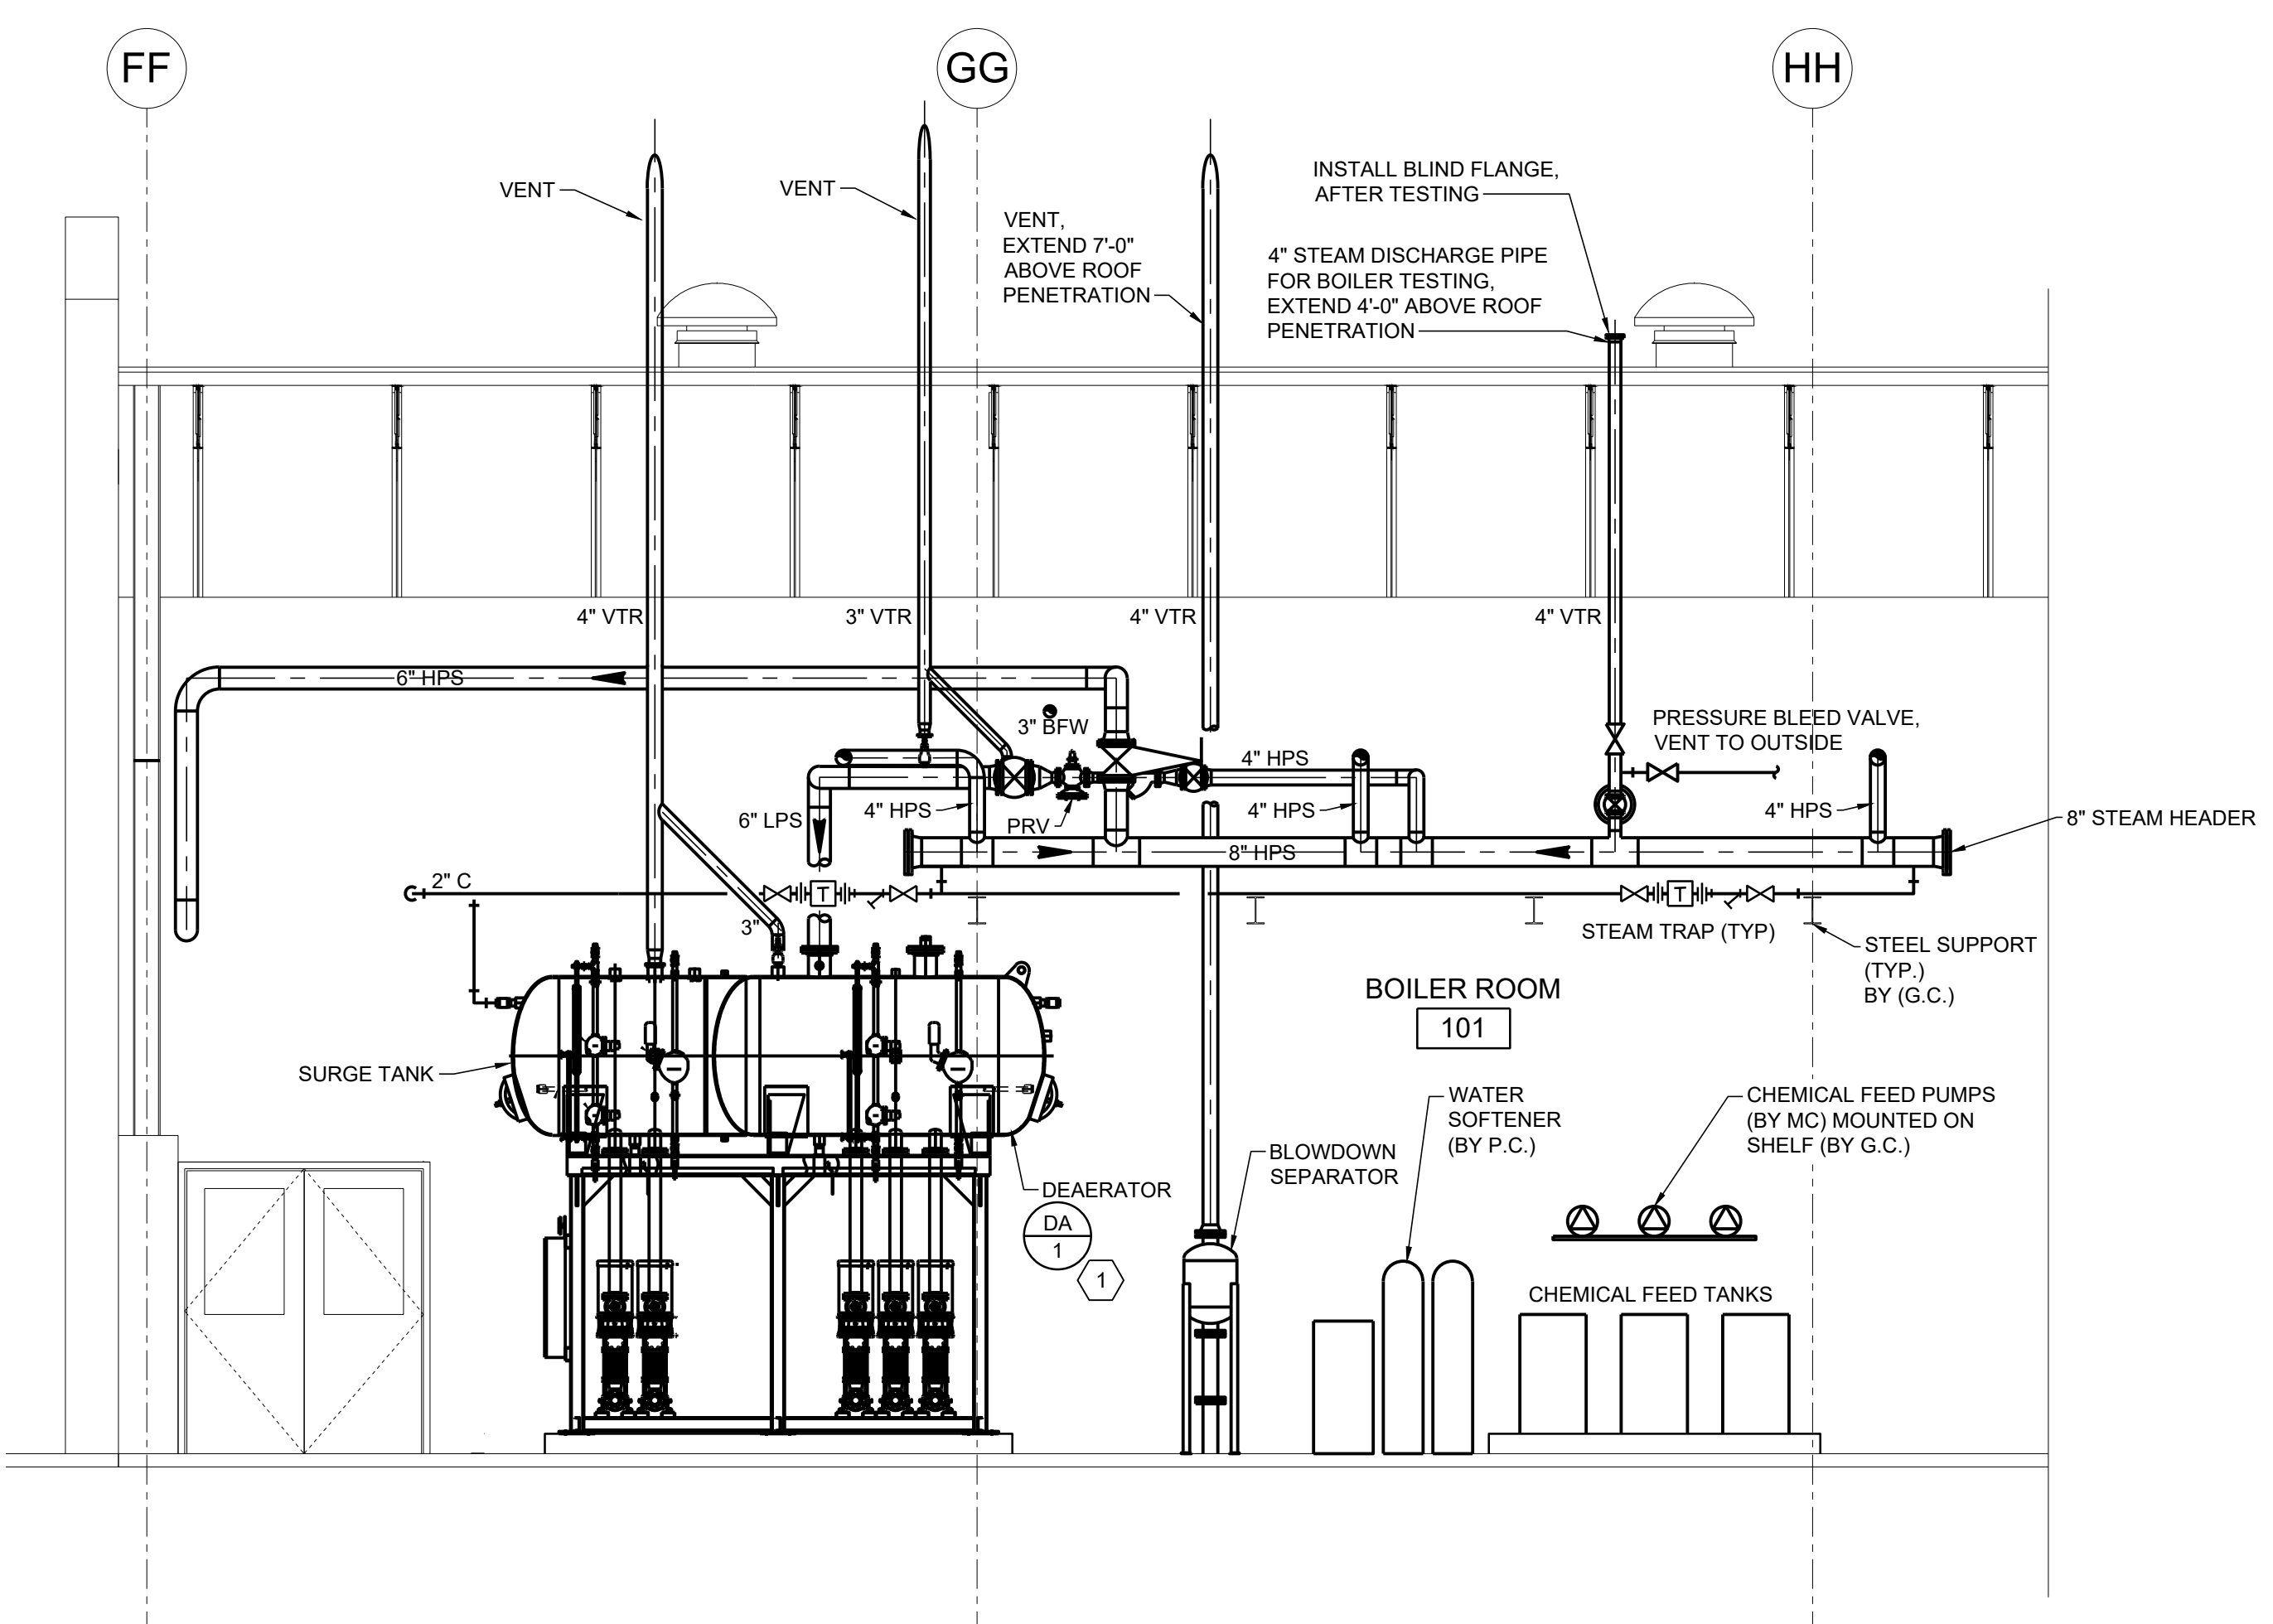 FF
GG
HH
VENT
VENT
VENT,
EXTEND 7'-0"
ABOVE ROOF
PENETRATION
INSTALL BLIND FLANGE,
AFTER TESTING
4" STEAM DISCHARGE PIPE
FOR BOILER TESTING,
EXTEND 4'-0" ABOVE ROOF
PENETRATION
4" VTR
3" VTR
4" VTR
4" VTR
6" HPS
3" BFW
PRESSURE BLEED VALVE,
VENT TO OUTSIDE
4" HPS
6" LPS
4" HPS
PRV
4" HPS
4" HPS
8" STEAM HEADER
8" HPS
2" C
T
T
3"
STEAM TRAP (TYP)
STEEL SUPPORT
(TYP.)
BY (G.C.)
BOILER ROOM
101
SURGE TANK
WATER
SOFTENER
(BY P.C.)
CHEMICAL FEED PUMPS
(BY MC) MOUNTED ON
SHELF (BY G.C.)
BLOWDOWN
SEPARATOR
DEAERATOR
DA
1
1
CHEMICAL FEED TANKS